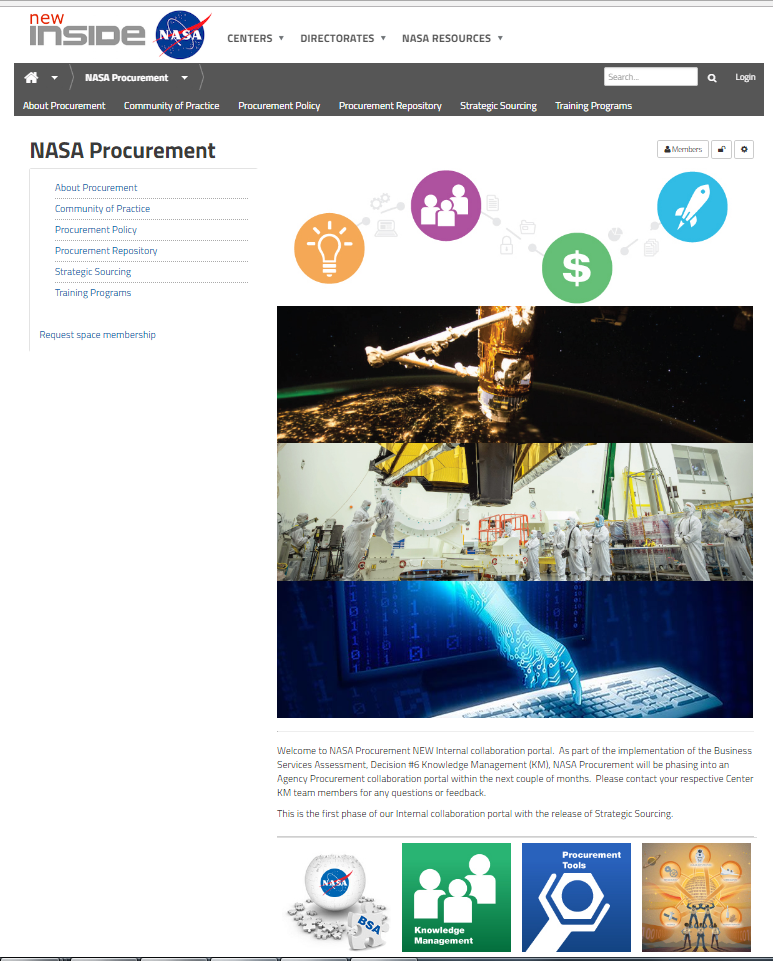 new
INSIDE
NASA
CENTERS
DIRECTORATES
NASA RESOURCES
NASA Procurement
Search...
Login
About Procurement
Community of Practice
Procurement Policy
Procurement Repository
Strategic Sourcing
Training Programs
NASA Procurement
Members
About Procurement
Community of Practice
Procurement Policy
Procurement Repository
Strategic Sourcing
Training Programs
Request space membership
$
Welcome to NASA Procurement NEW Internal collaboration portal. As part of the implementation of the Business
Services Assessment, Decision #6 Knowledge Management (KM), NASA Procurement will be phasing into an
Agency Procurement collaboration portal within the next couple of months. Please contact your respective Center
KM team members for any questions or feedback.
This is the first phase of our Internal collaboration portal with the release of Strategic Sourcing.
NASA
BSA
Knowledge
Management
Procurement
Tools